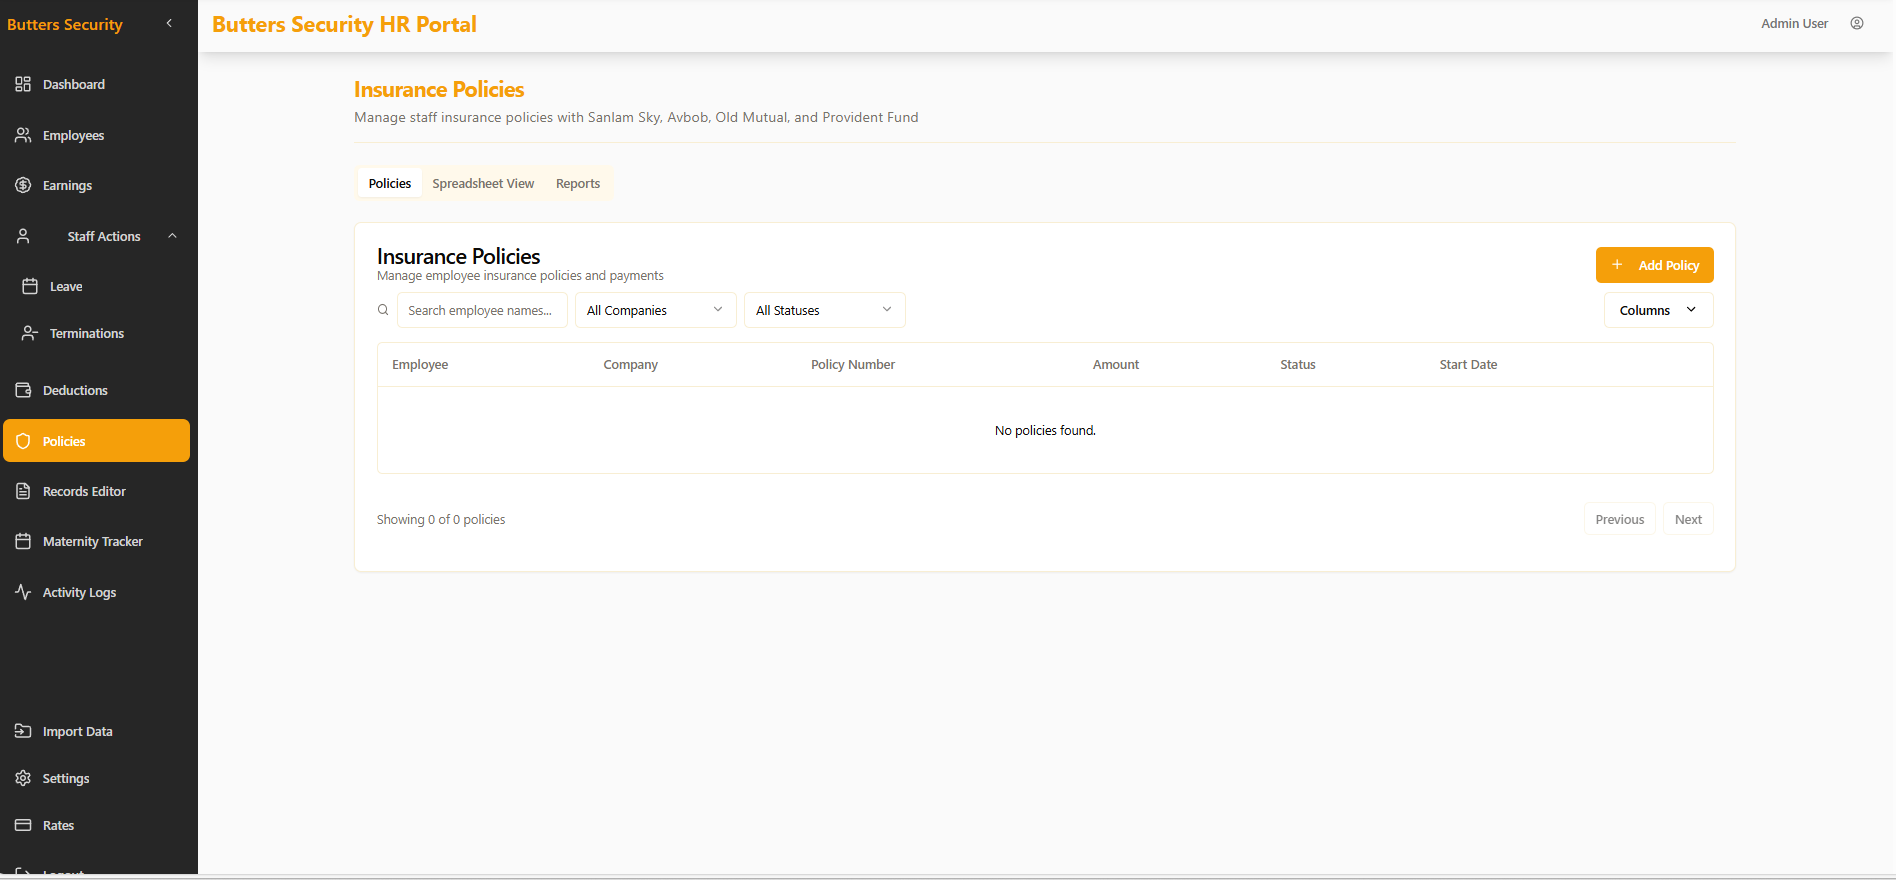 Butters Security
Dashboard
Employees
Earnings
Staff Actions
Leave
Terminations
Deductions
Policies
Records Editor
Maternity Tracker
Activity Logs
Import Data
Settings
Rates
Butters Security HR Portal
Admin User
Insurance Policies
Manage staff insurance policies with Sanlam Sky, Avbob, Old Mutual, and Provident Fund
Policies Spreadsheet View Reports
Insurance Policies
Manage employee insurance policies and payments
Add Policy
Search employee names... All Companies All Statuses Columns
Employee Company Policy Number Amount Status Start Date
No policies found.
Showing 0 of 0 policies
Previous Next